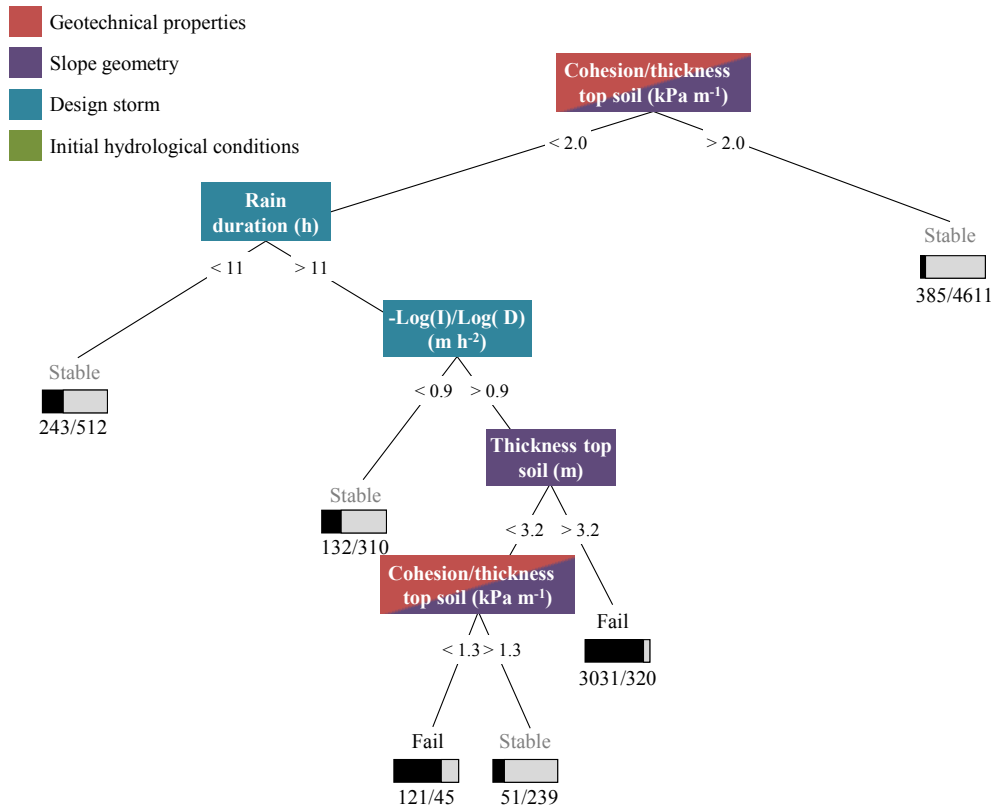 Geotechnical properties
Slope geometry
Design storm
Initial hydrological conditions
Cohesion/thickness
top soil (kPa m⁻¹)
< 2.0
> 2.0
Rain
duration (h)
Stable
385/4611
< 11
> 11
-Log(I)/Log( D)
(m h⁻²)
Stable
243/512
< 0.9
> 0.9
Thickness top
soil (m)
Stable
132/310
< 3.2
> 3.2
Cohesion/thickness
top soil (kPa m⁻¹)
Fail
3031/320
< 1.3
> 1.3
Fail
121/45
Stable
51/239